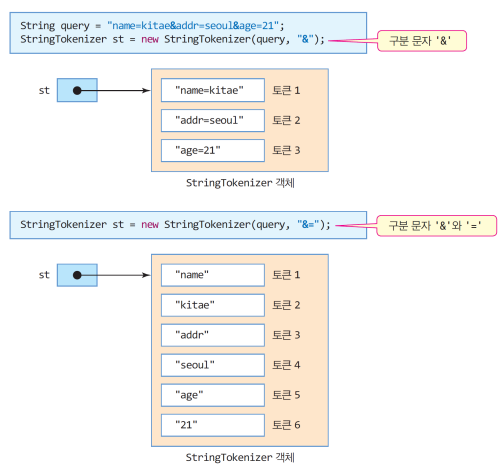 String query = "name=kitae&addr=seoul&age=21";
StringTokenizer st = new StringTokenizer(query, "&");
구분 문자 '&'
st
"name=kitae" 토큰 1
"addr=seoul" 토큰 2
"age=21" 토큰 3
StringTokenizer 객체
StringTokenizer st = new StringTokenizer(query, "&=");
구분 문자 '&'와 '='
st
"name" 토큰 1
"kitae" 토큰 2
"addr" 토큰 3
"seoul" 토큰 4
"age" 토큰 5
"21" 토큰 6
StringTokenizer 객체